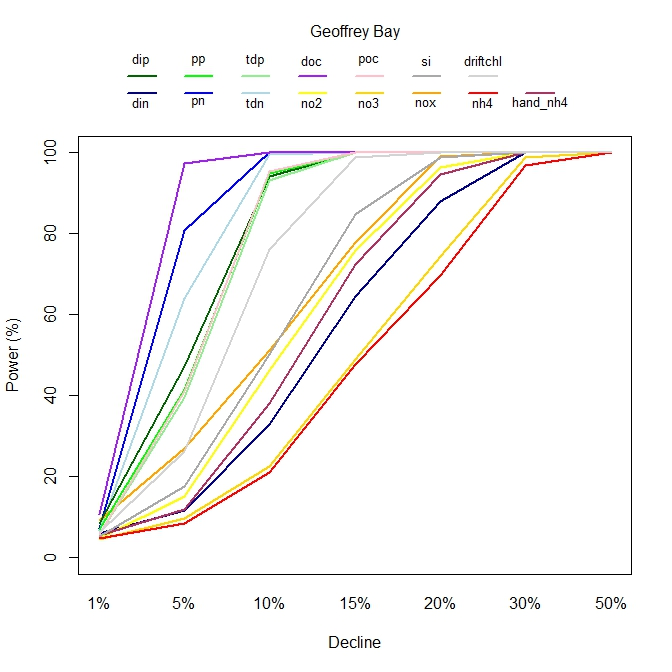 Geoffrey Bay
dip pp tdp doc poc si driftchl
din pn tdn no2 no3 nox nh4 hand_nh4
Power (%)
100
80
60
40
20
0
1% 5% 10% 15% 20% 30% 50%
Decline